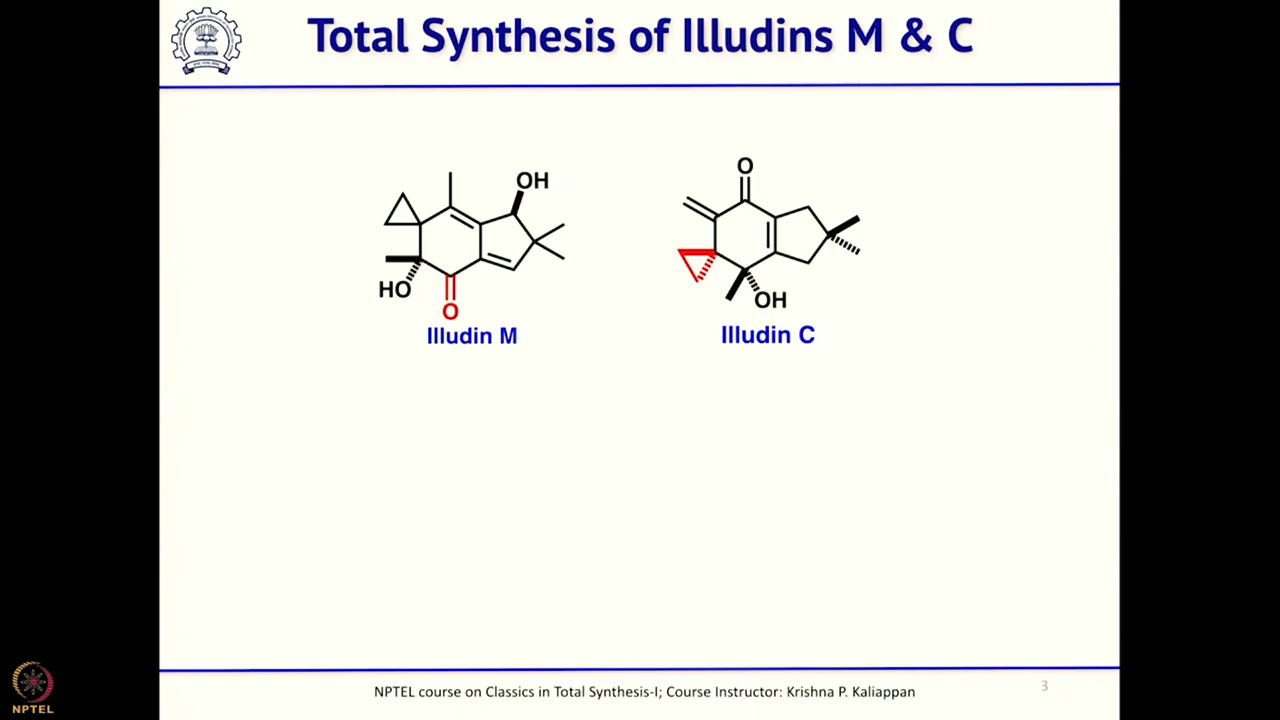 Total Synthesis of Illudins M & C
OH
HO
O
Illudin M
O
OH
Illudin C
NPTEL course on Classics in Total Synthesis-I; Course Instructor: Krishna P. Kaliappan
3
NPTEL